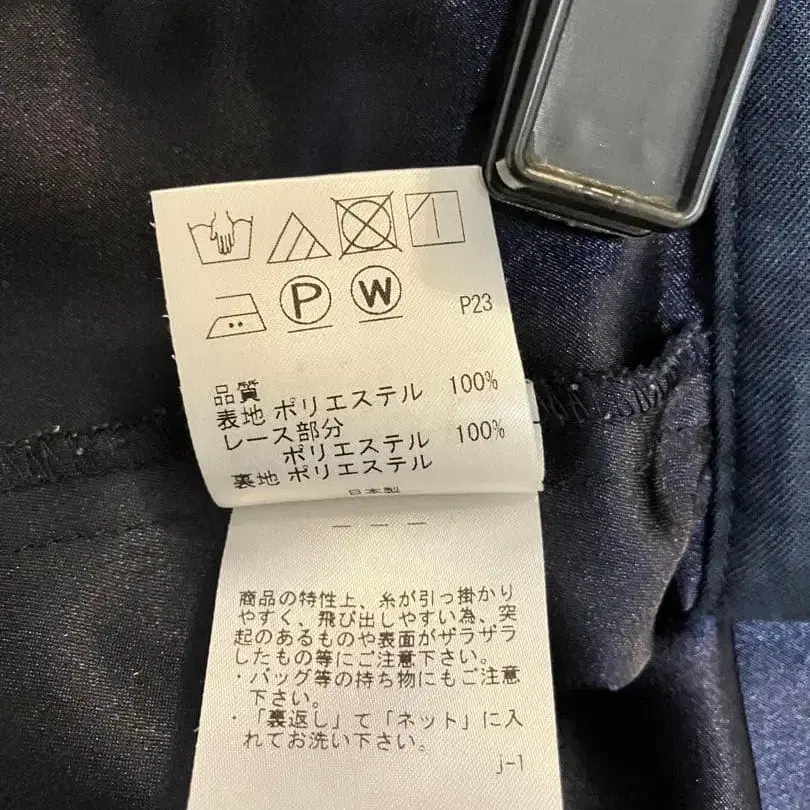 P W P23
品質
表地 ポリエステル 100%
レース部分
ポリエステル 100%
裏地 ポリエステル
日本製
商品の特性上、糸が引っ掛かり
やすく、飛び出しやすい為、突
起のあるものや表面がザラザラ
したもの等にご注意下さい。
・バッグ等の持ち物にもご注意
下さい。
・「裏返し」て「ネット」に入
れてお洗い下さい。
j-1